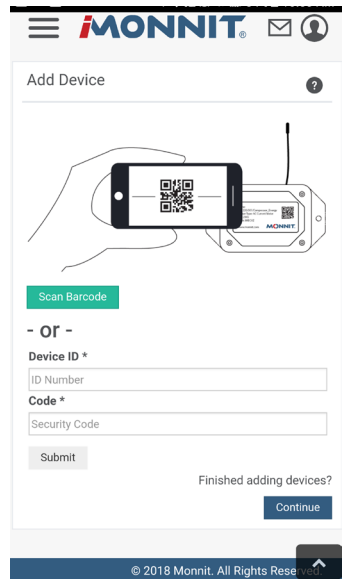 iMONNIT®
Add Device
?
MONNIT
Scan Barcode
- or -
Device ID *
ID Number
Code *
Security Code
Submit
Finished adding devices?
Continue
© 2018 Monnit. All Rights Reserved.